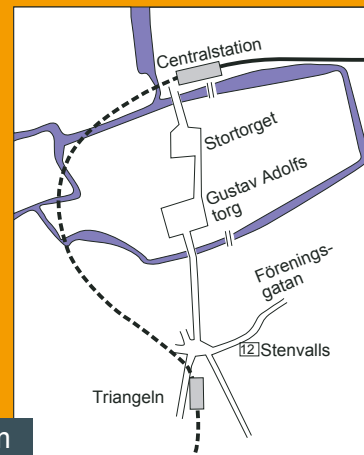 Centralstation
Stortorget
Gustav Adolfs
torg
Förenings-
gatan
12 Stenvalls
Triangeln